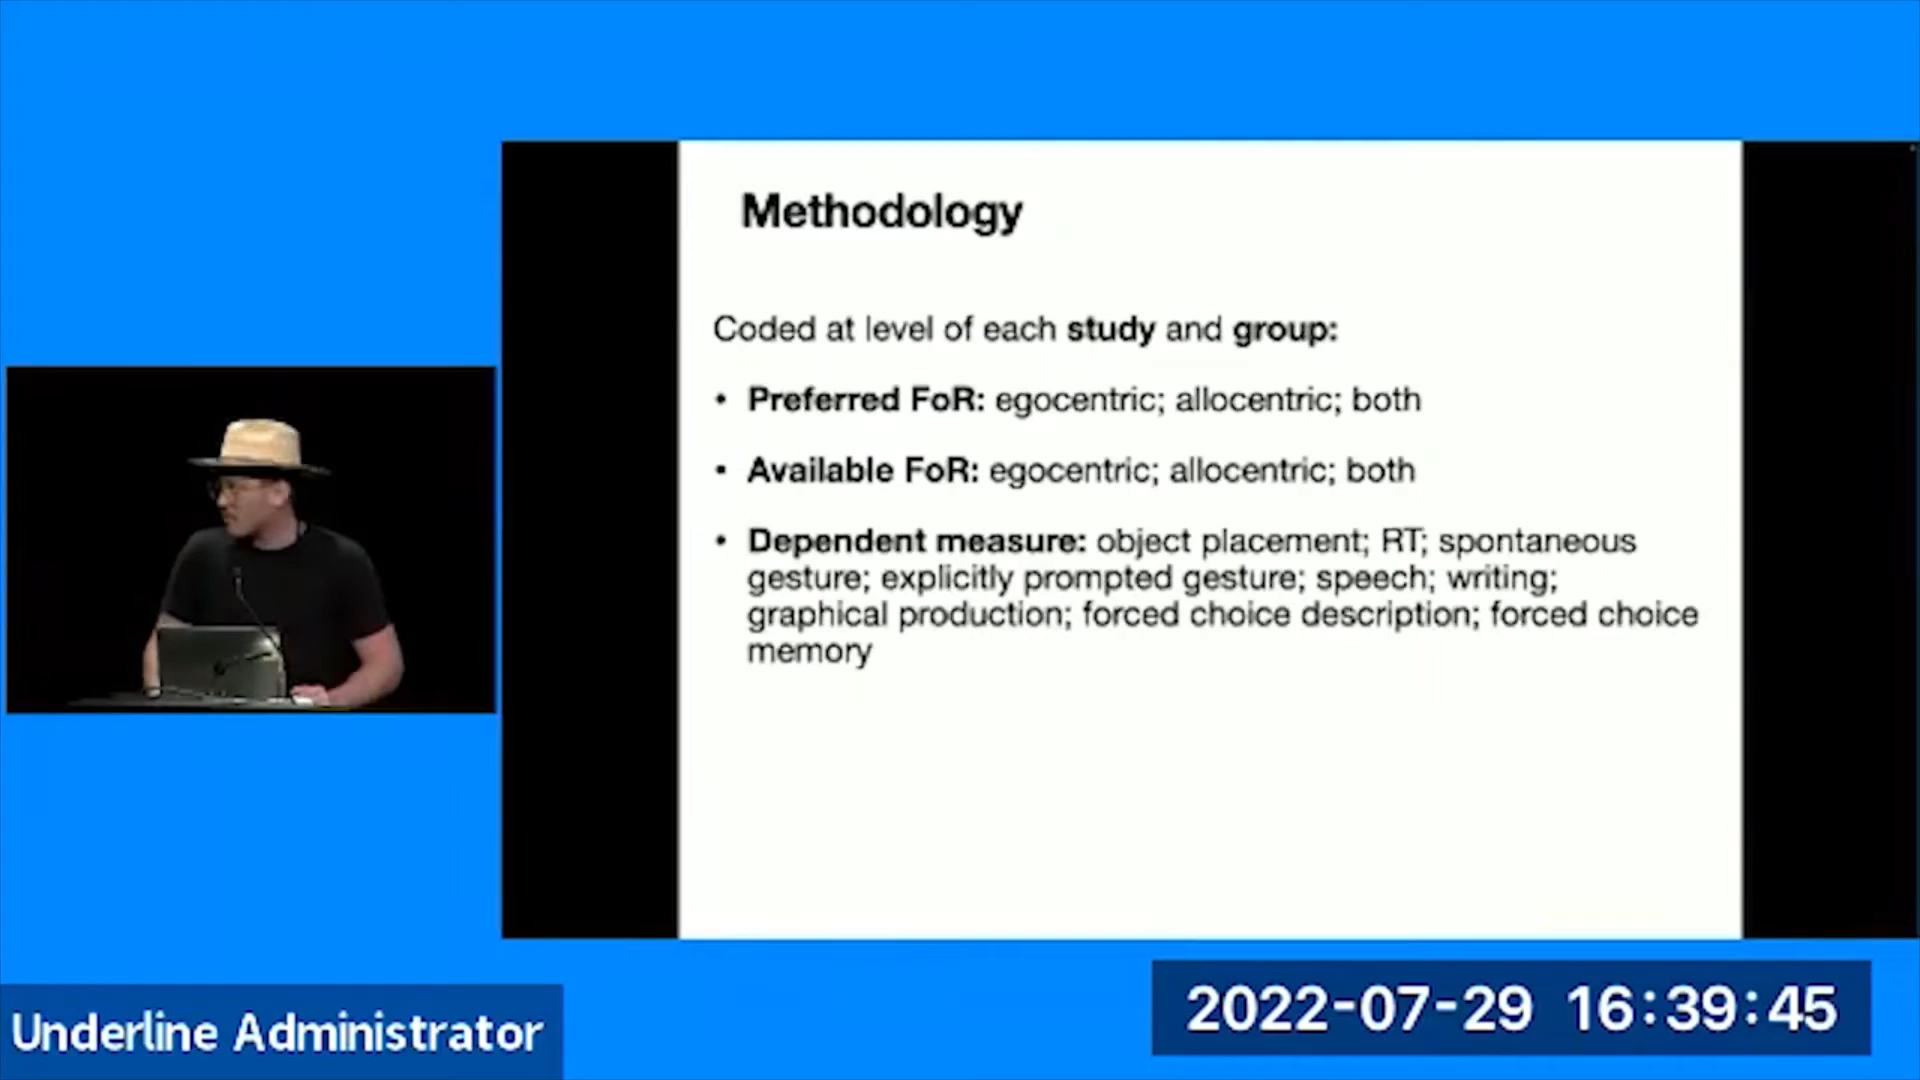 Methodology
Coded at level of each study and group:
• Preferred FoR: egocentric; allocentric; both
• Available FoR: egocentric; allocentric; both
• Dependent measure: object placement; RT; spontaneous
gesture; explicitly prompted gesture; speech; writing;
graphical production; forced choice description; forced choice
memory
Underline Administrator
2022-07-29 16:39:45